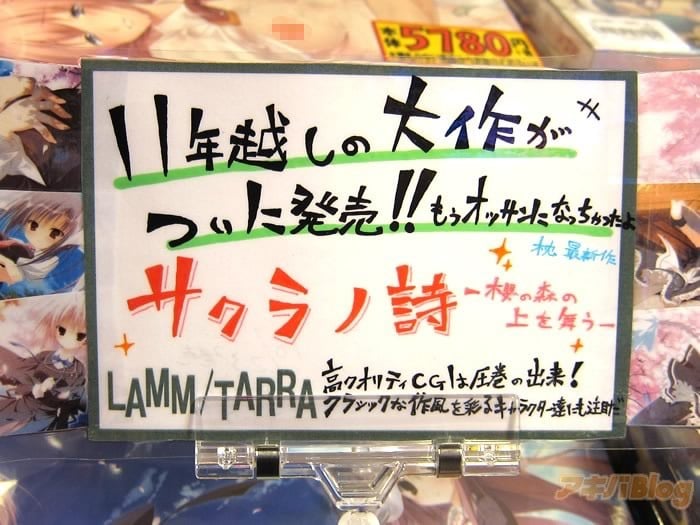 本体5780円
11年越しの大作が
ついに発売!!もうオッサンになっちゃったよ
枕 最新作
サクラノ詩
−櫻の森の
上を舞う−
LAMM/TARRA
高クオリティCGは圧巻の出来!
クラシックな作風を彩るキャラクター達にも注目だ
アキバBlog